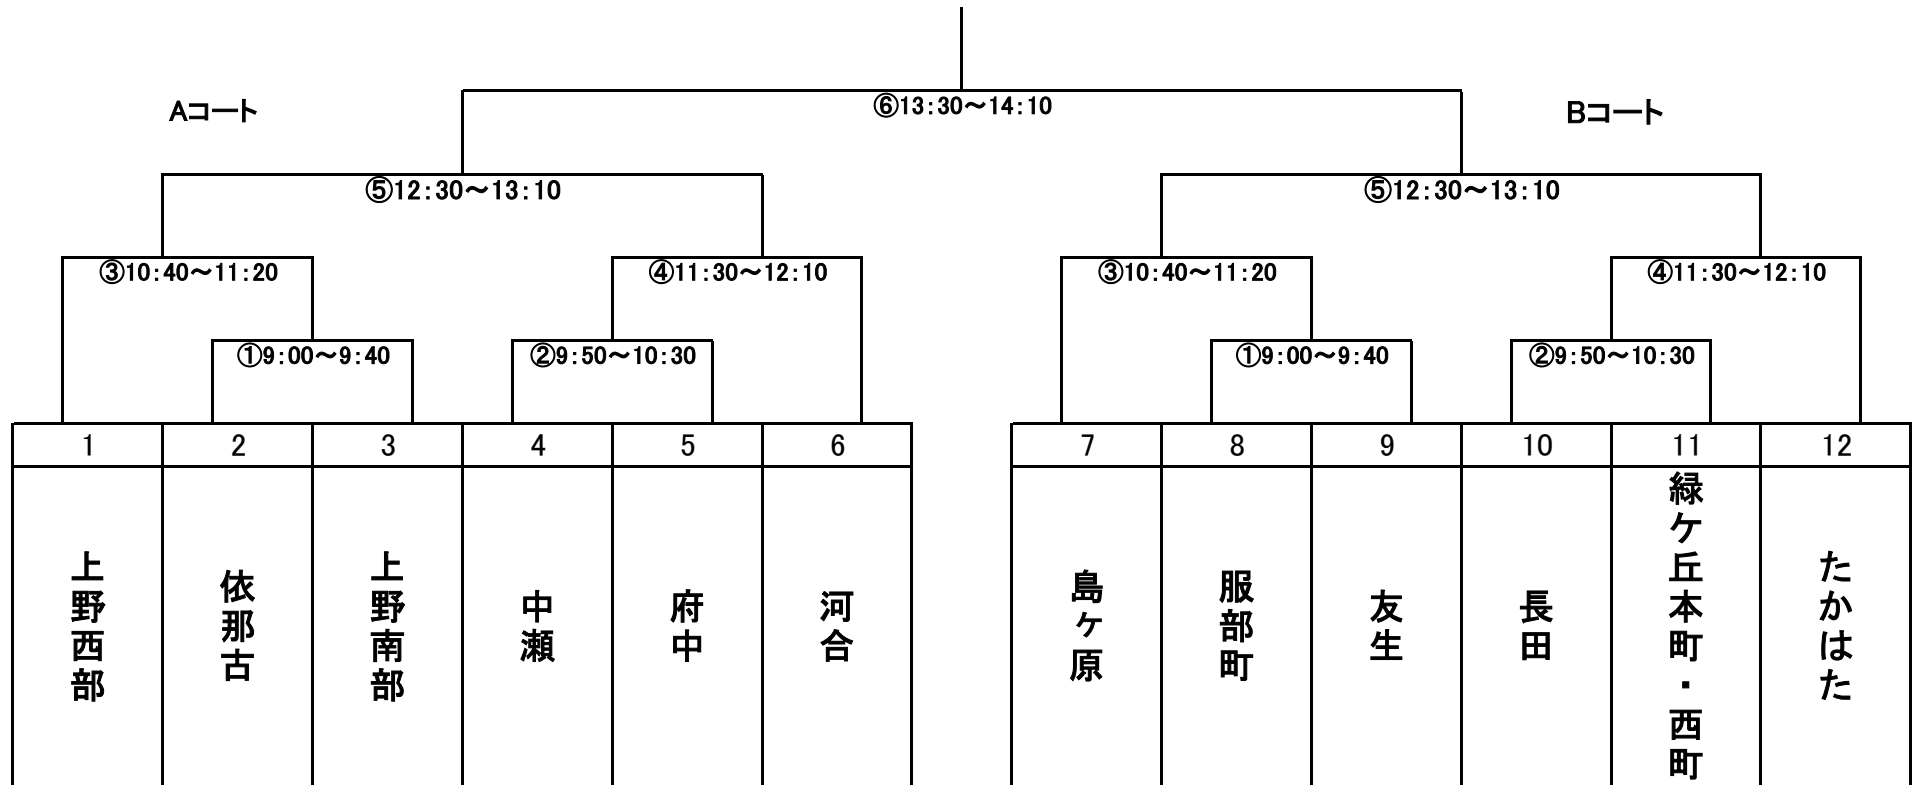 Aコート
⑥13:30～14:10
Bコート
⑤12:30～13:10
⑤12:30～13:10
③10:40～11:20
④11:30～12:10
③10:40～11:20
④11:30～12:10
①9:00～9:40
②9:50～10:30
①9:00～9:40
②9:50～10:30
1
2
3
4
5
6
7
8
9
10
11
12
上野西部
依那古
上野南部
中瀬
府中
河合
島ヶ原
服部町
友生
長田
緑ケ丘本町・西町
たかはた